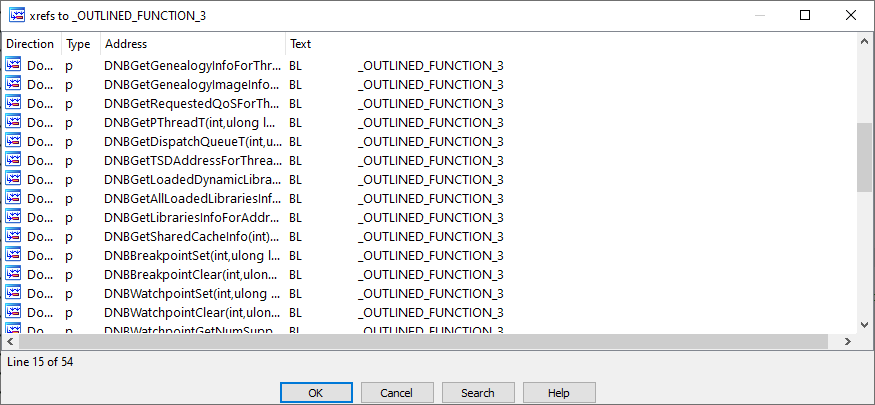 xrefs to _OUTLINED_FUNCTION_3
Direction Type Address Text
Do... p DNBGetGenealogyInfoForThr... BL _OUTLINED_FUNCTION_3
Do... p DNBGetGenealogyImageInfo... BL _OUTLINED_FUNCTION_3
Do... p DNBGetRequestedQoSForTh... BL _OUTLINED_FUNCTION_3
Do... p DNBGetPThreadT(int,ulong l... BL _OUTLINED_FUNCTION_3
Do... p DNBGetDispatchQueueT(int,u... BL _OUTLINED_FUNCTION_3
Do... p DNBGetTSDAddressForThrea... BL _OUTLINED_FUNCTION_3
Do... p DNBGetLoadedDynamicLibra... BL _OUTLINED_FUNCTION_3
Do... p DNBGetAllLoadedLibrariesInf... BL _OUTLINED_FUNCTION_3
Do... p DNBGetLibrariesInfoForAddr... BL _OUTLINED_FUNCTION_3
Do... p DNBGetSharedCacheInfo(int)... BL _OUTLINED_FUNCTION_3
Do... p DNBBreakpointSet(int,ulong l... BL _OUTLINED_FUNCTION_3
Do... p DNBBreakpointClear(int,ulon... BL _OUTLINED_FUNCTION_3
Do... p DNBWatchpointSet(int,ulong ... BL _OUTLINED_FUNCTION_3
Do... p DNBWatchpointClear(int,ulon... BL _OUTLINED_FUNCTION_3
Do... p DNBWatchpointGetNumSupp... BL _OUTLINED_FUNCTION_3
Line 15 of 54
OK Cancel Search Help